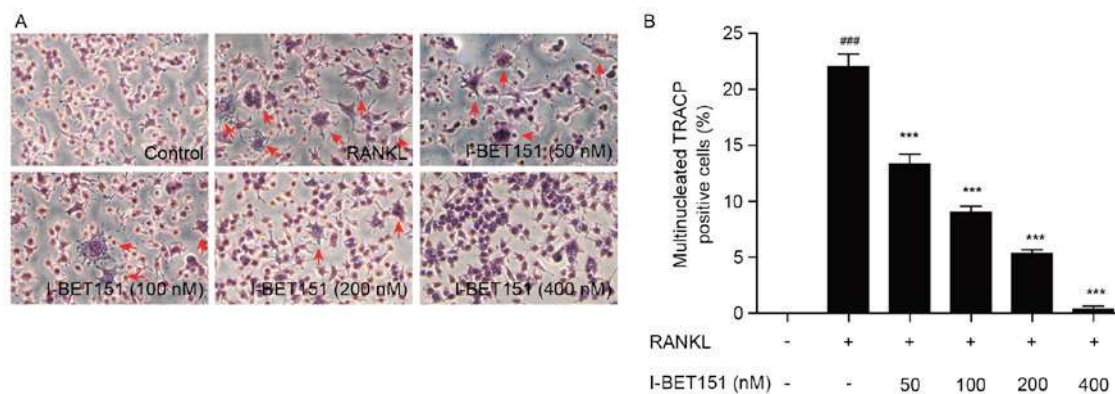 A
Control
RANKL
I-BET151 (50 nM)
I-BET151 (100 nM)
I-BET151 (200 nM)
I-BET151 (400 nM)
B
Multinucleated TRACP
positive cells (%)
25
20
15
10
5
0
###
***
***
***
***
RANKL - + + + + +
I-BET151 (nM) - - 50 100 200 400